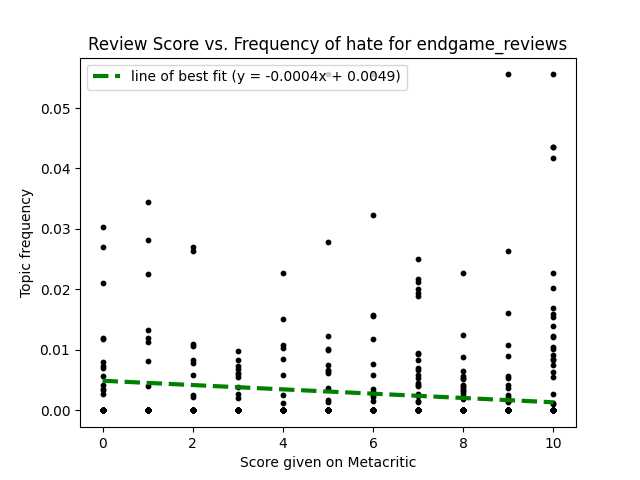 Review Score vs. Frequency of hate for endgame_reviews
line of best fit (y = -0.0004x + 0.0049)
0.05
0.04
0.03
0.02
0.01
0.00
Topic frequency
0 2 4 6 8 10
Score given on Metacritic